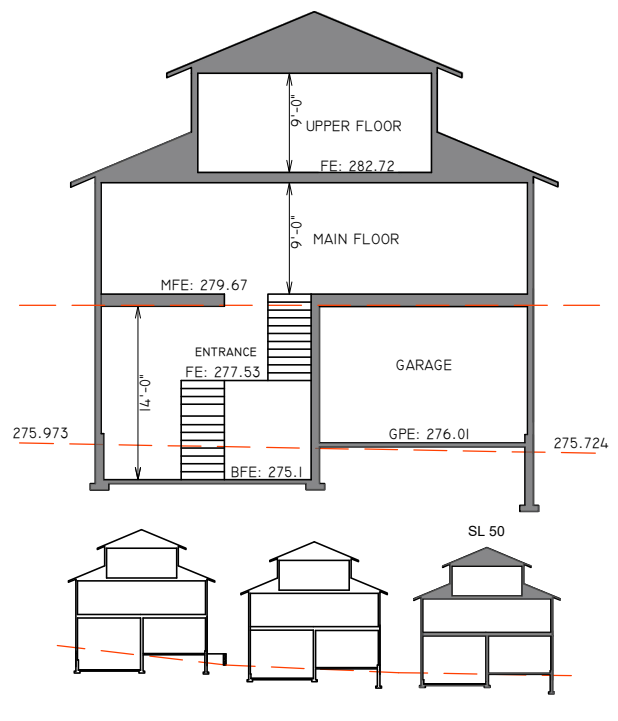 9'-0"
UPPER FLOOR
FE: 282.72
9'-0"
MAIN FLOOR
MFE: 279.67
ENTRANCE
FE: 277.53
GARAGE
14'-0"
275.973
GPE: 276.01
275.724
BFE: 275.1
SL 50